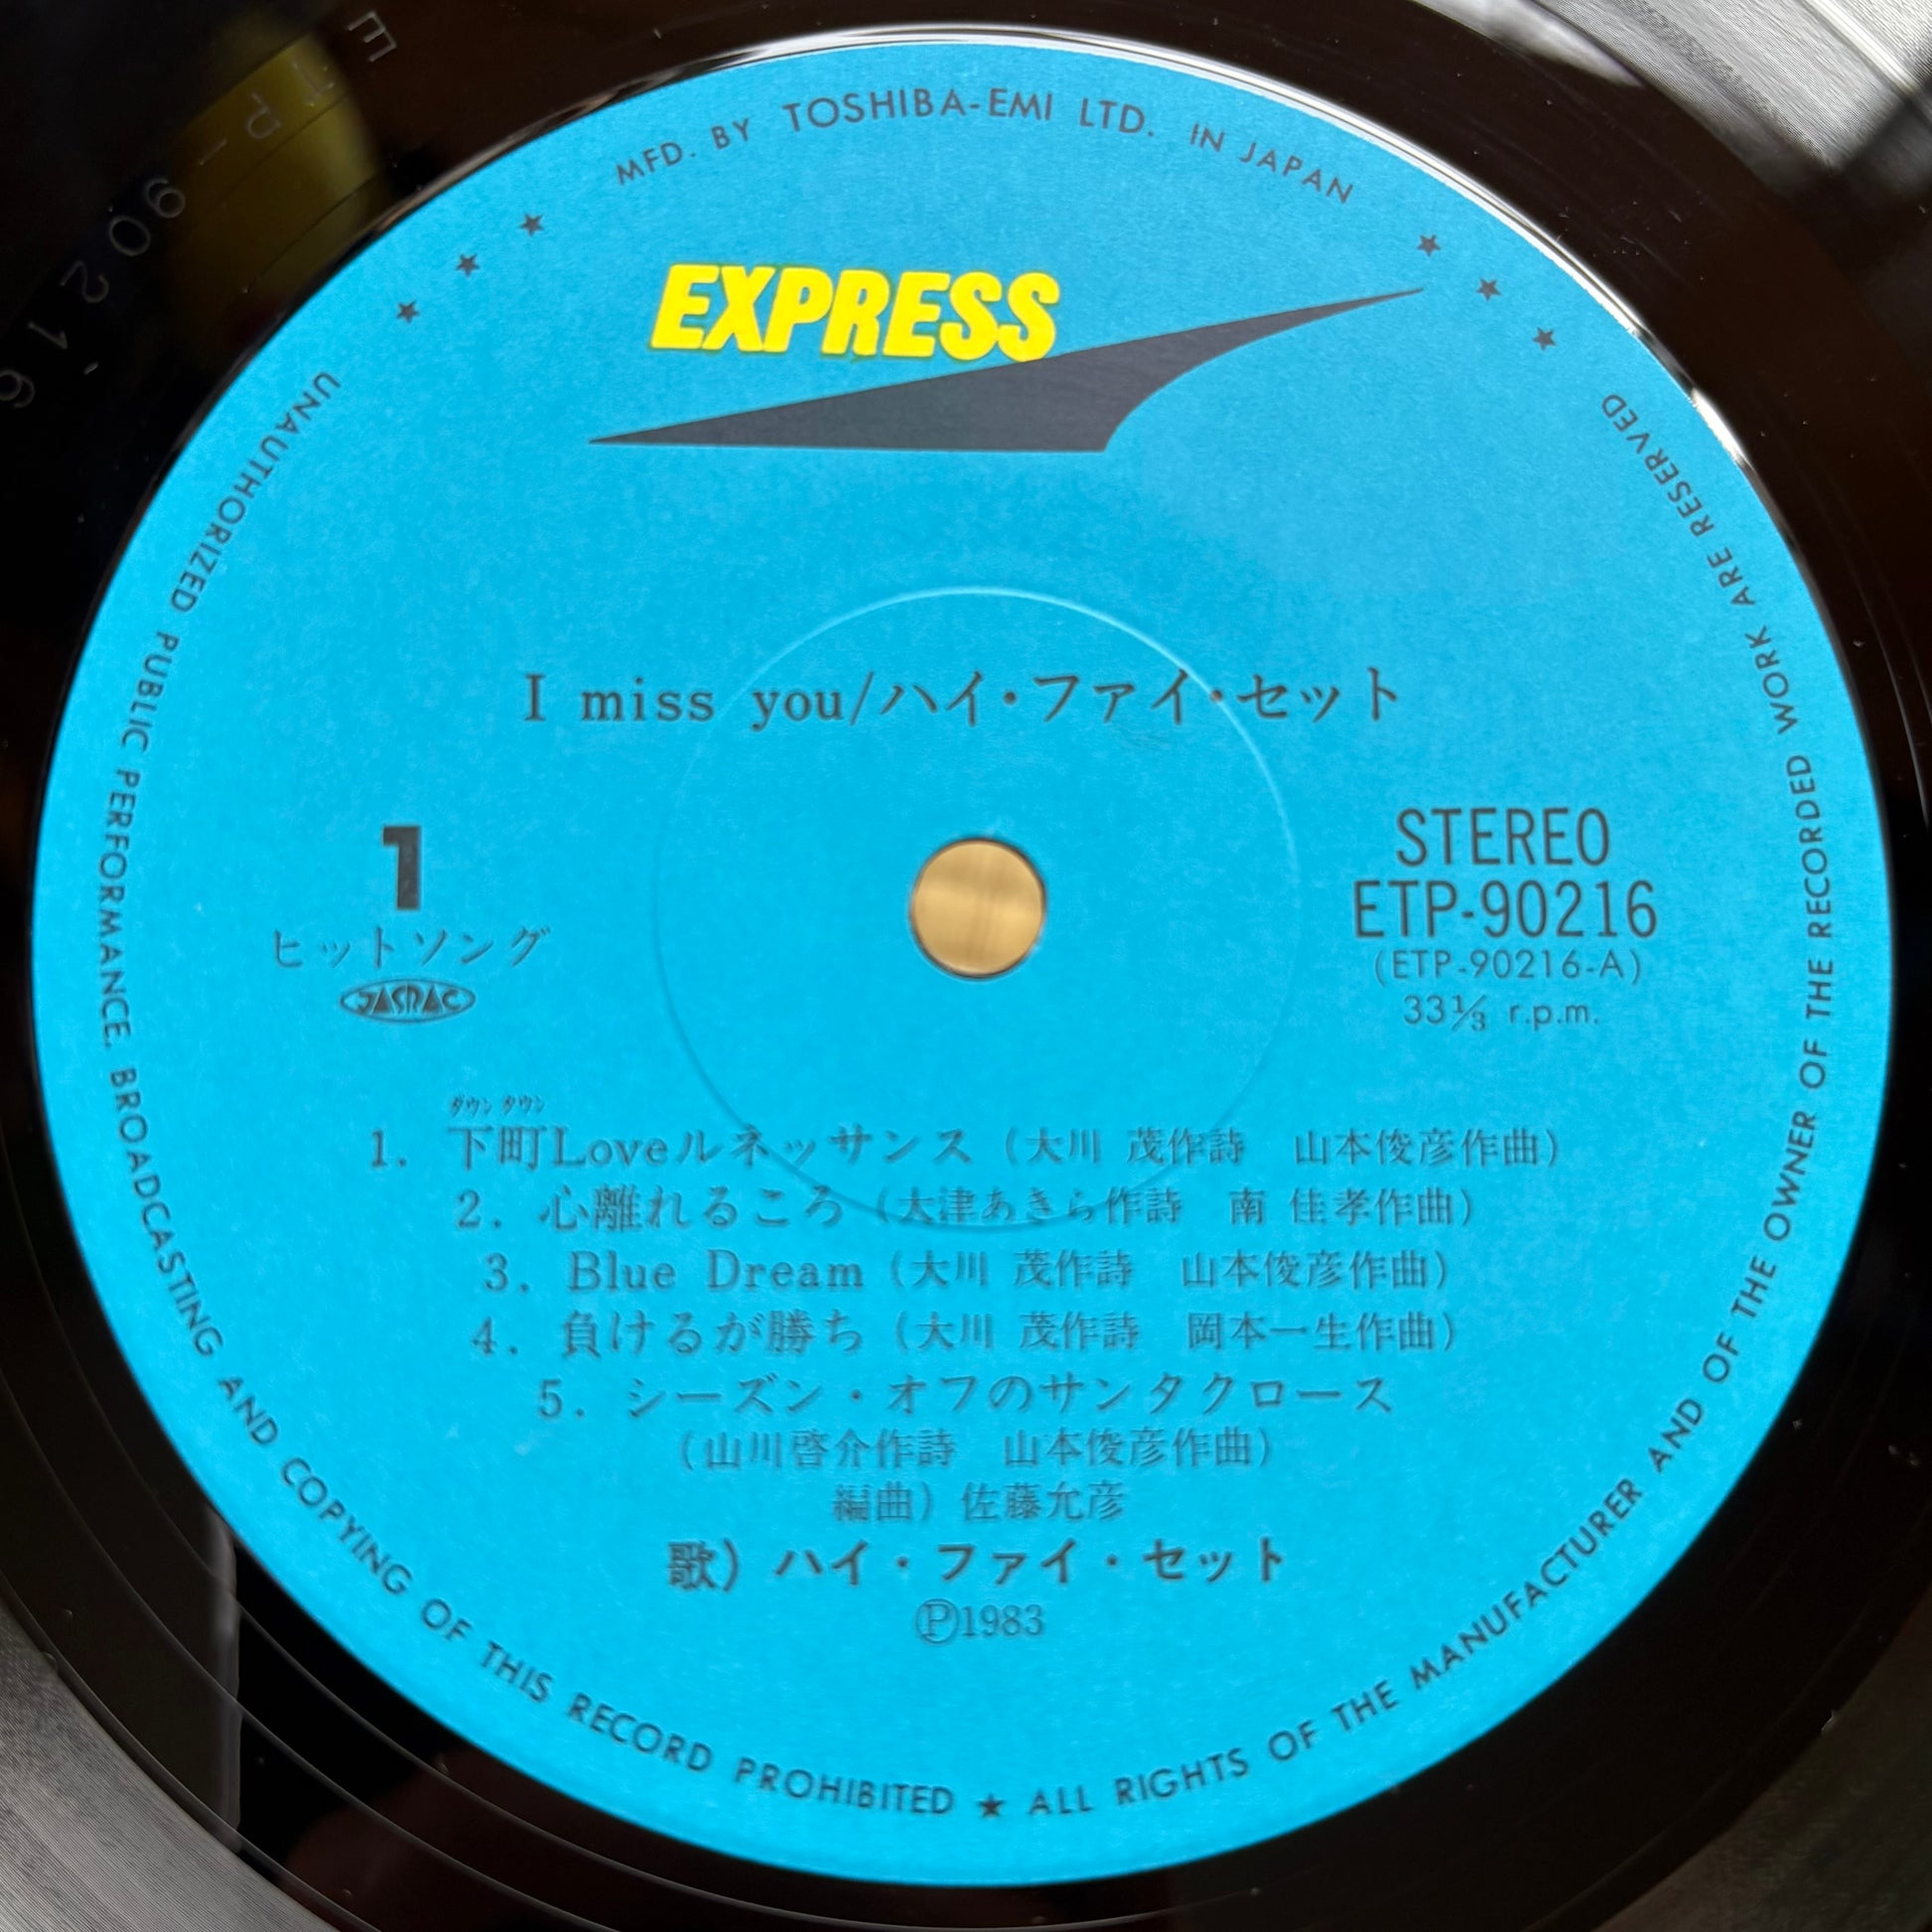 ETP-90216
MFD. BY TOSHIBA-EMI LTD. IN JAPAN
★ ★ ★
★ ★ ★
EXPRESS
I miss you/ハイ・ファイ・セット
1
ヒットソング
JASRAC
STEREO
ETP-90216
(ETP-90216-A)
33⅓ r.p.m.
ダウン タウン
1. 下町Loveルネッサンス（大川 茂作詩 山本俊彦作曲）
2. 心離れるころ（大津あきら作詩 南 佳孝作曲）
3. Blue Dream（大川 茂作詩 山本俊彦作曲）
4. 負けるが勝ち（大川 茂作詩 岡本一生作曲）
5. シーズン・オフのサンタクロース
（山川啓介作詩 山本俊彦作曲）
編曲）佐藤允彦
歌）ハイ・ファイ・セット
Ⓟ1983
UNAUTHORIZED PUBLIC PERFORMANCE. BROADCASTING AND COPYING OF THIS RECORD PROHIBITED ★ ALL RIGHTS OF THE MANUFACTURER AND OF THE OWNER OF THE RECORDED WORK ARE RESERVED